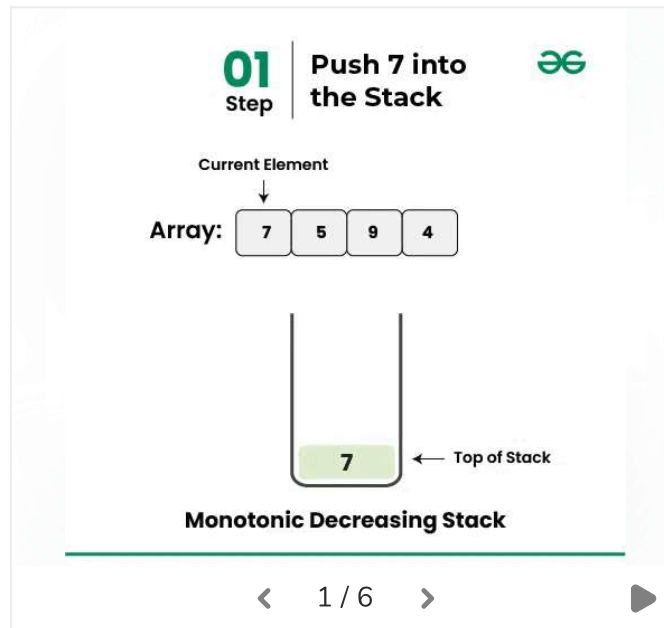 01
Step
Push 7 into
the Stack
Current Element
Array: 7 5 9 4
7
Top of Stack
Monotonic Decreasing Stack
1 / 6